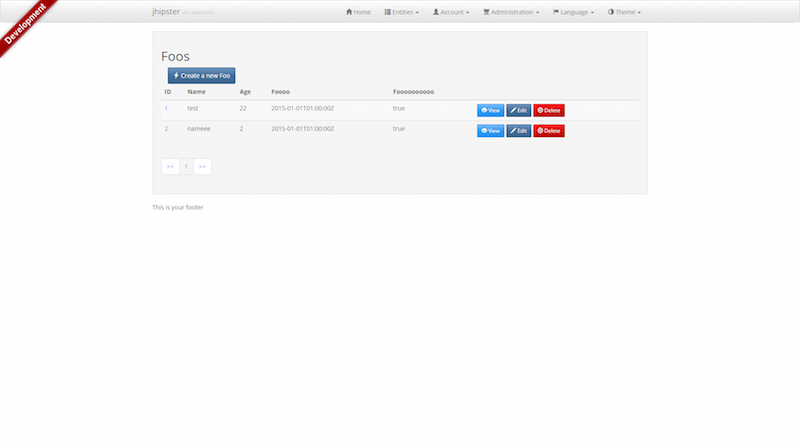 Development
jhipster
Home Entities Account Administration Language Theme
Foos
Create a new Foo
ID Name Age Foooo Foooooooooo
1 test 22 2015-01-01T01:00:00Z true View Edit Delete
2 nameee 2 2015-01-01T01:00:00Z true View Edit Delete
<< 1 >>
This is your footer